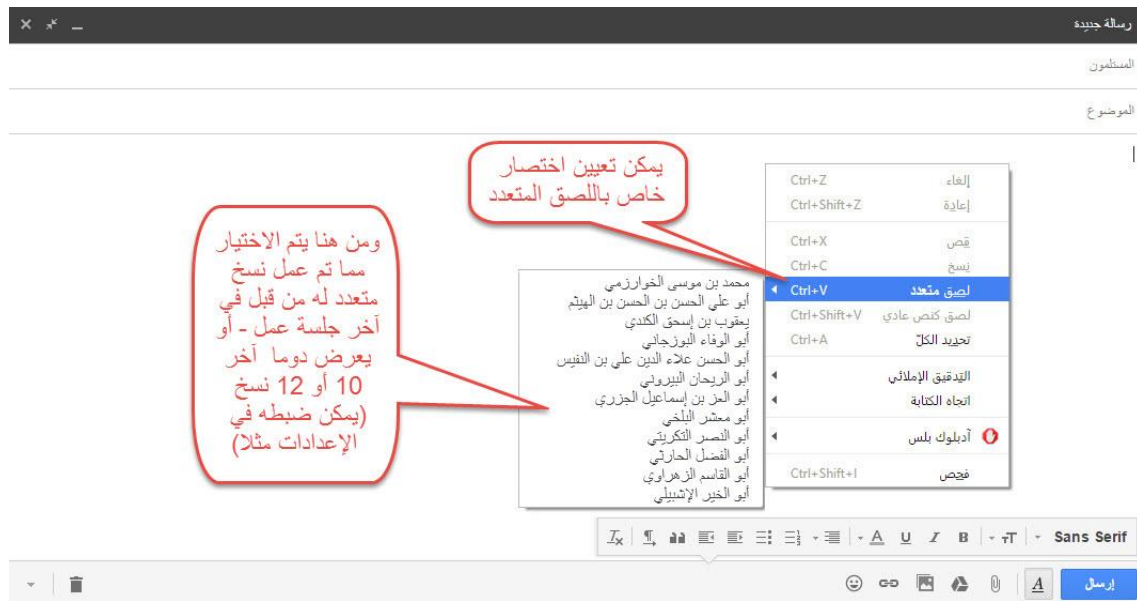 رسالة جديدة
المستلمون
الموضوع
يمكن تعيين اختصار
خاص باللصق المتعدد
ومن هنا يتم الاختيار
مما تم عمل نسخ
متعدد له من قبل في
آخر جلسة عمل - أو
يعرض دوما آخر
10 أو 12 نسخ
(يمكن ضبطه في
الإعدادات مثلا)
إلغاء Ctrl+Z
إعادة Ctrl+Shift+Z
قص Ctrl+X
نسخ Ctrl+C
لصق متعدد Ctrl+V
لصق كنص عادي Ctrl+Shift+V
تحديد الكلّ Ctrl+A
التدقيق الإملائي
اتجاه الكتابة
آدبلوك بلس
فحص Ctrl+Shift+I
محمد بن موسى الخوارزمي
أبو علي الحسن بن الحسن بن الهيثم
يعقوب بن إسحق الكندي
أبو الوفاء البوزجاني
أبو الحسن علاء الدين علي بن النفيس
أبو الريحان البيروني
أبو العز بن إسماعيل الجزري
أبو معشر البلخي
أبو النصر التكريتي
أبو الفضل الحارثي
أبو القاسم الزهراوي
أبو الخير الإشبيلي
Sans Serif
إرسال